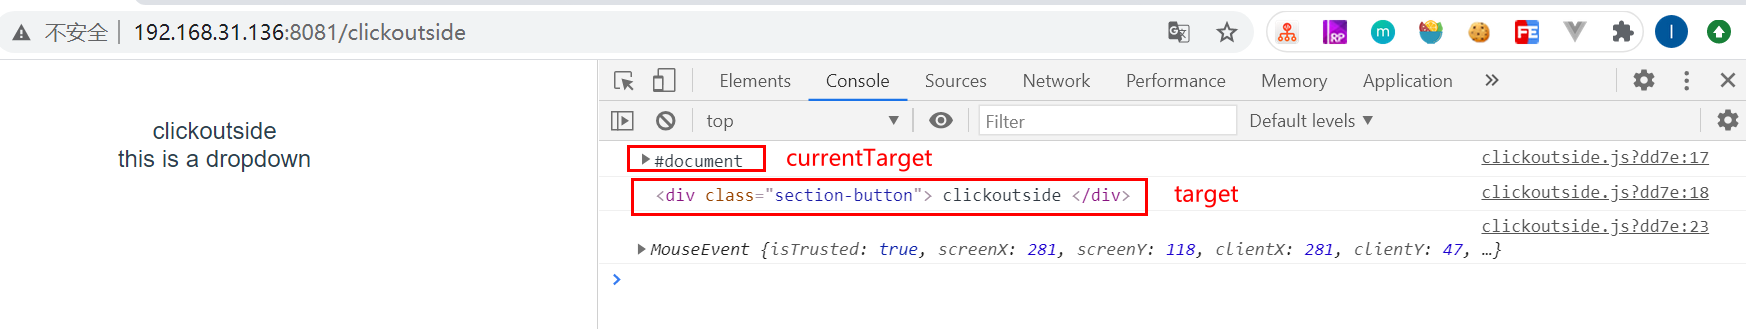 不安全 192.168.31.136:8081/clickoutside
RP m FE I
clickoutside
this is a dropdown
Elements Console Sources Network Performance Memory Application »
top Filter Default levels
#document currentTarget clickoutside.js?dd7e:17
<div class="section-button"> clickoutside </div> target clickoutside.js?dd7e:18
clickoutside.js?dd7e:23
MouseEvent {isTrusted: true, screenX: 281, screenY: 118, clientX: 281, clientY: 47, …}